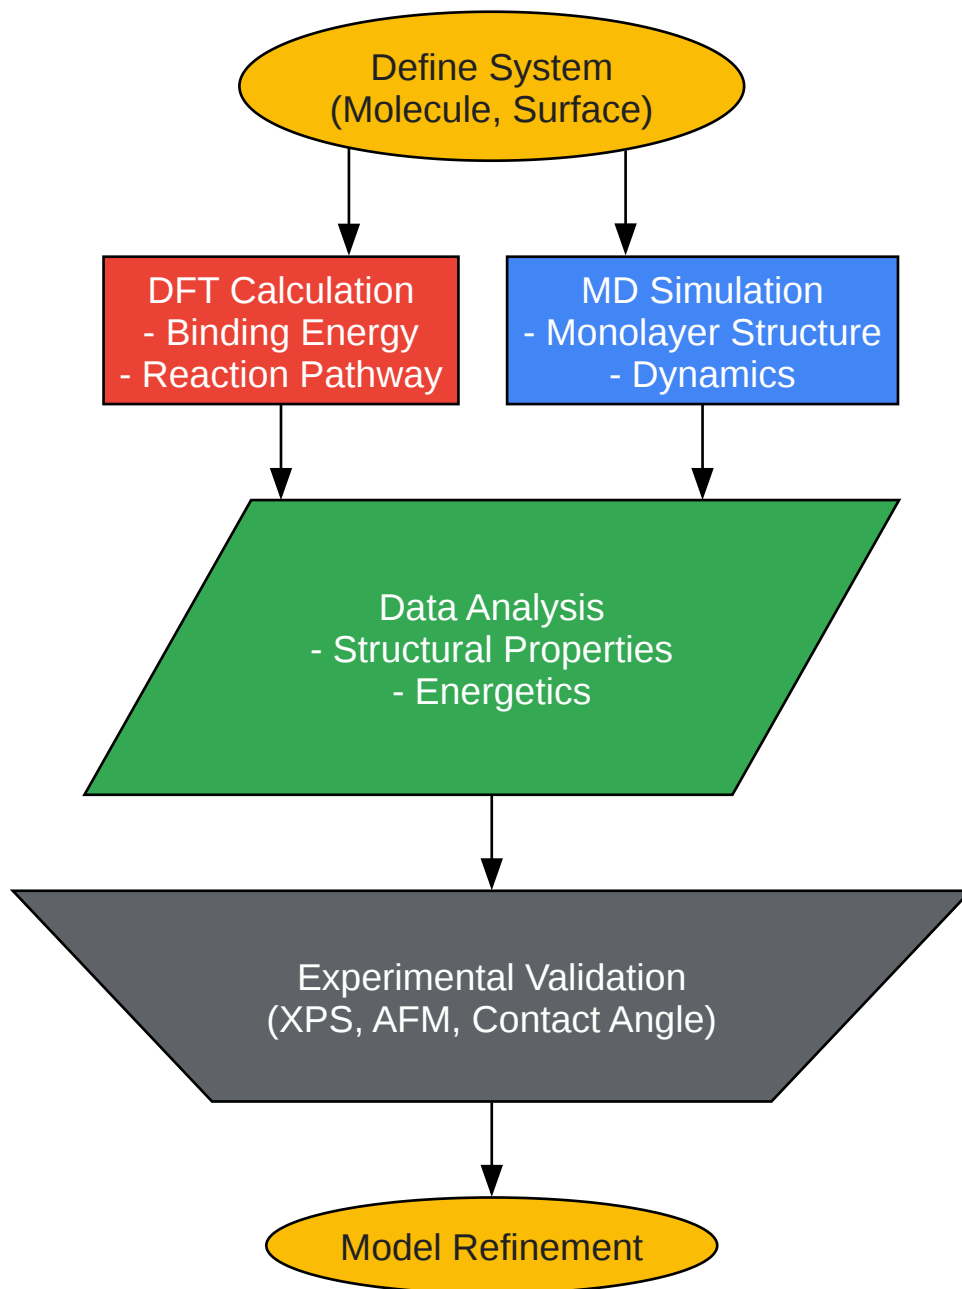 Define System
(Molecule, Surface)
DFT Calculation
- Binding Energy
- Reaction Pathway
MD Simulation
- Monolayer Structure
- Dynamics
Data Analysis
- Structural Properties
- Energetics
Experimental Validation
(XPS, AFM, Contact Angle)
Model Refinement